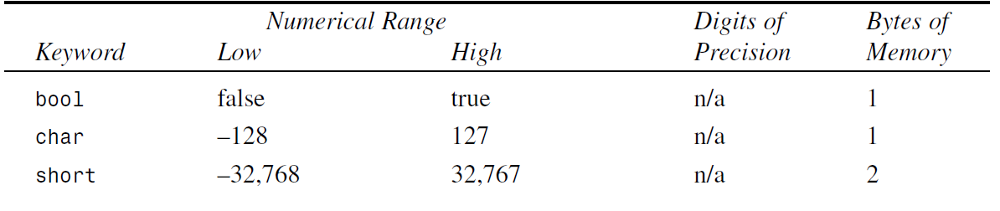 Numerical Range Digits of Bytes of
Keyword Low High Precision Memory
bool false true n/a 1
char –128 127 n/a 1
short –32,768 32,767 n/a 2